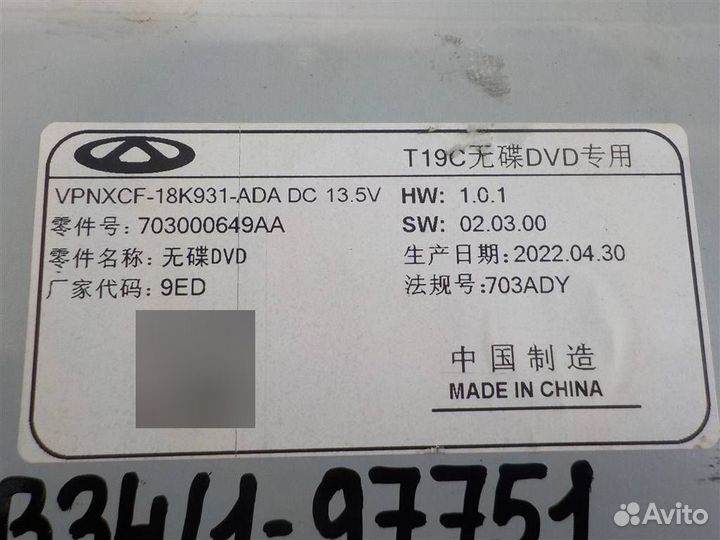 T19C无碟DVD专用
VPNXCF-18K931-ADA DC 13.5V
HW: 1.0.1
零件号: 703000649AA
SW: 02.03.00
零件名称: 无碟DVD
生产日期:2022.04.30
厂家代码: 9ED
法规号:703ADY
中国制造
MADE IN CHINA
B34/1-97751
Avito